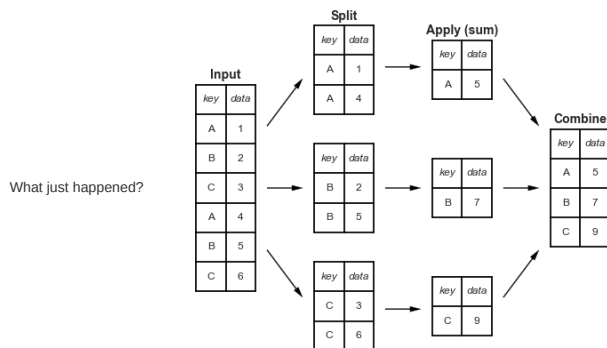 What just happened?
Input
key data
A 1
B 2
C 3
A 4
B 5
C 6
Split
key data
A 1
A 4
key data
B 2
B 5
key data
C 3
C 6
Apply (sum)
key data
A 5
key data
B 7
key data
C 9
Combine
key data
A 5
B 7
C 9